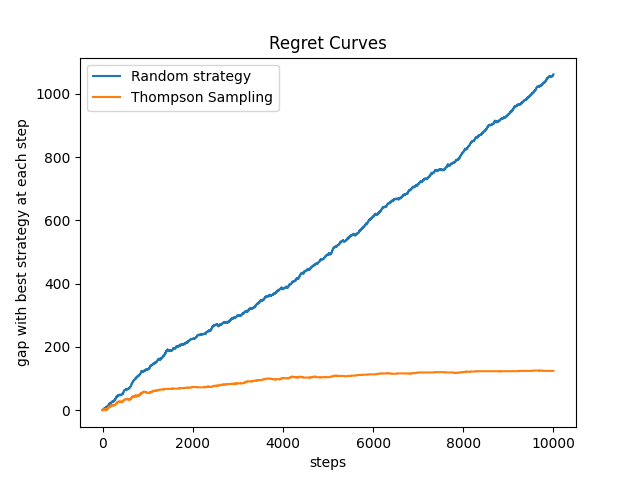 Regret Curves
Random strategy
Thompson Sampling
gap with best strategy at each step
1000
800
600
400
200
0
0 2000 4000 6000 8000 10000
steps